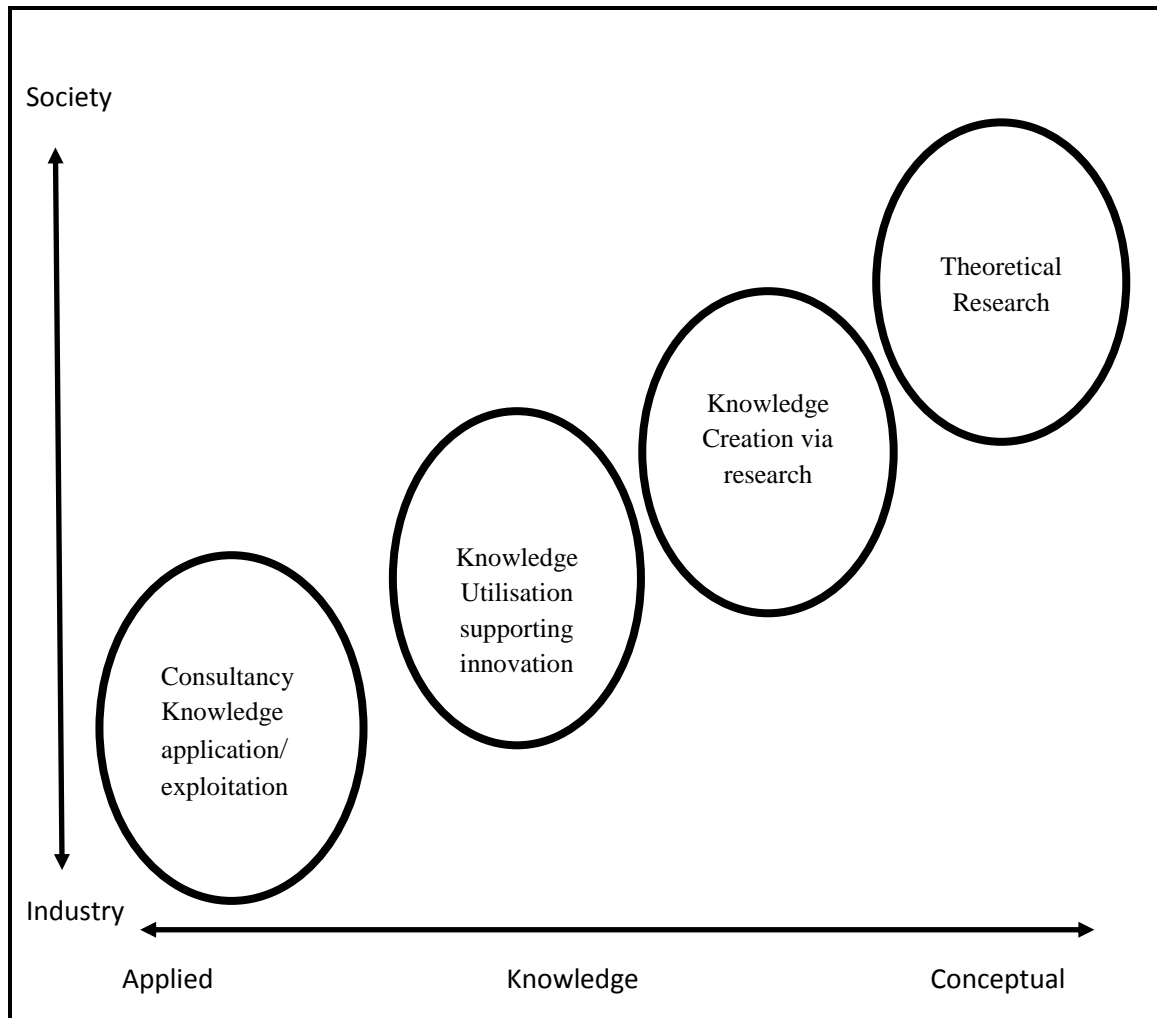 Society
Theoretical
Research
Knowledge
Creation via
research
Knowledge
Utilisation
supporting
innovation
Consultancy
Knowledge
application/
exploitation
Industry
Applied
Knowledge
Conceptual